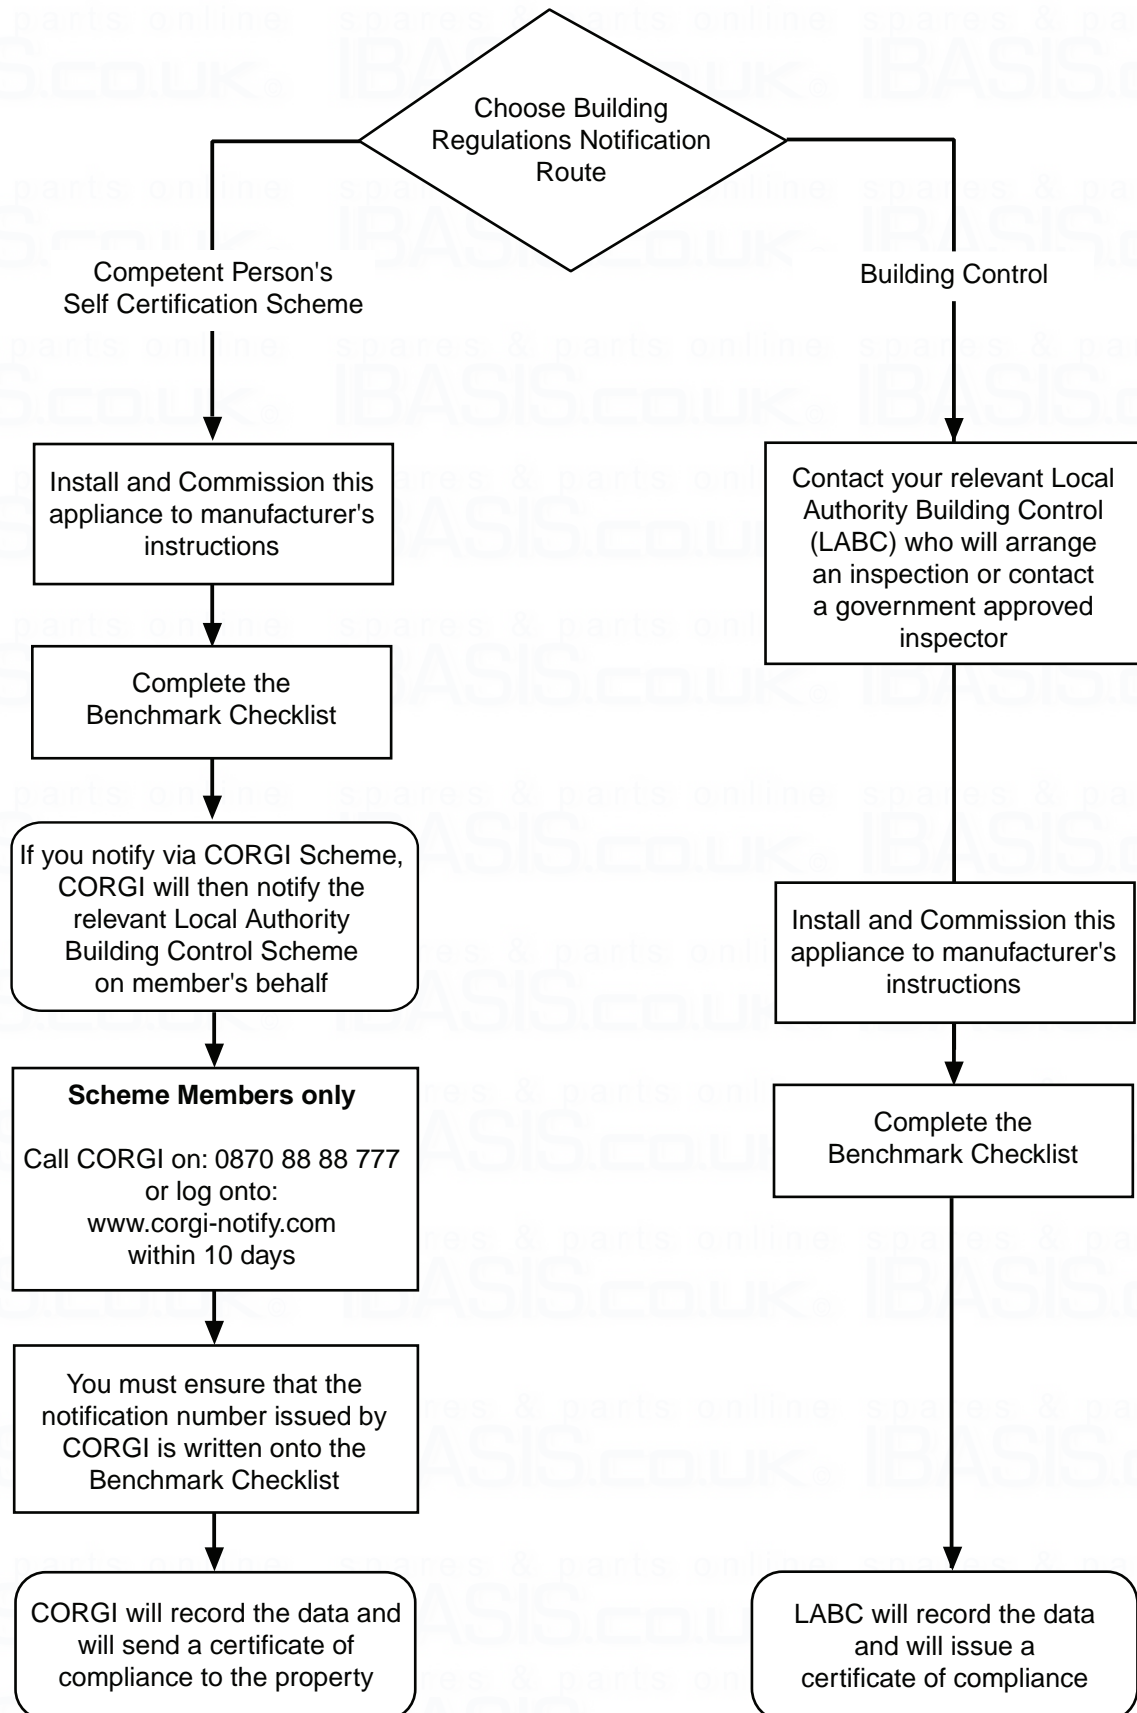 Choose Building
Regulations Notification
Route
Competent Person's
Self Certification Scheme
Building Control
Install and Commission this
appliance to manufacturer's
instructions
Complete the
Benchmark Checklist
If you notify via CORGI Scheme,
CORGI will then notify the
relevant Local Authority
Building Control Scheme
on member's behalf
Scheme Members only
Call CORGI on: 0870 88 88 777
or log onto:
www.corgi-notify.com
within 10 days
You must ensure that the
notification number issued by
CORGI is written onto the
Benchmark Checklist
CORGI will record the data and
will send a certificate of
compliance to the property
Contact your relevant Local
Authority Building Control
(LABC) who will arrange
an inspection or contact
a government approved
inspector
Install and Commission this
appliance to manufacturer's
instructions
Complete the
Benchmark Checklist
LABC will record the data
and will issue a
certificate of compliance